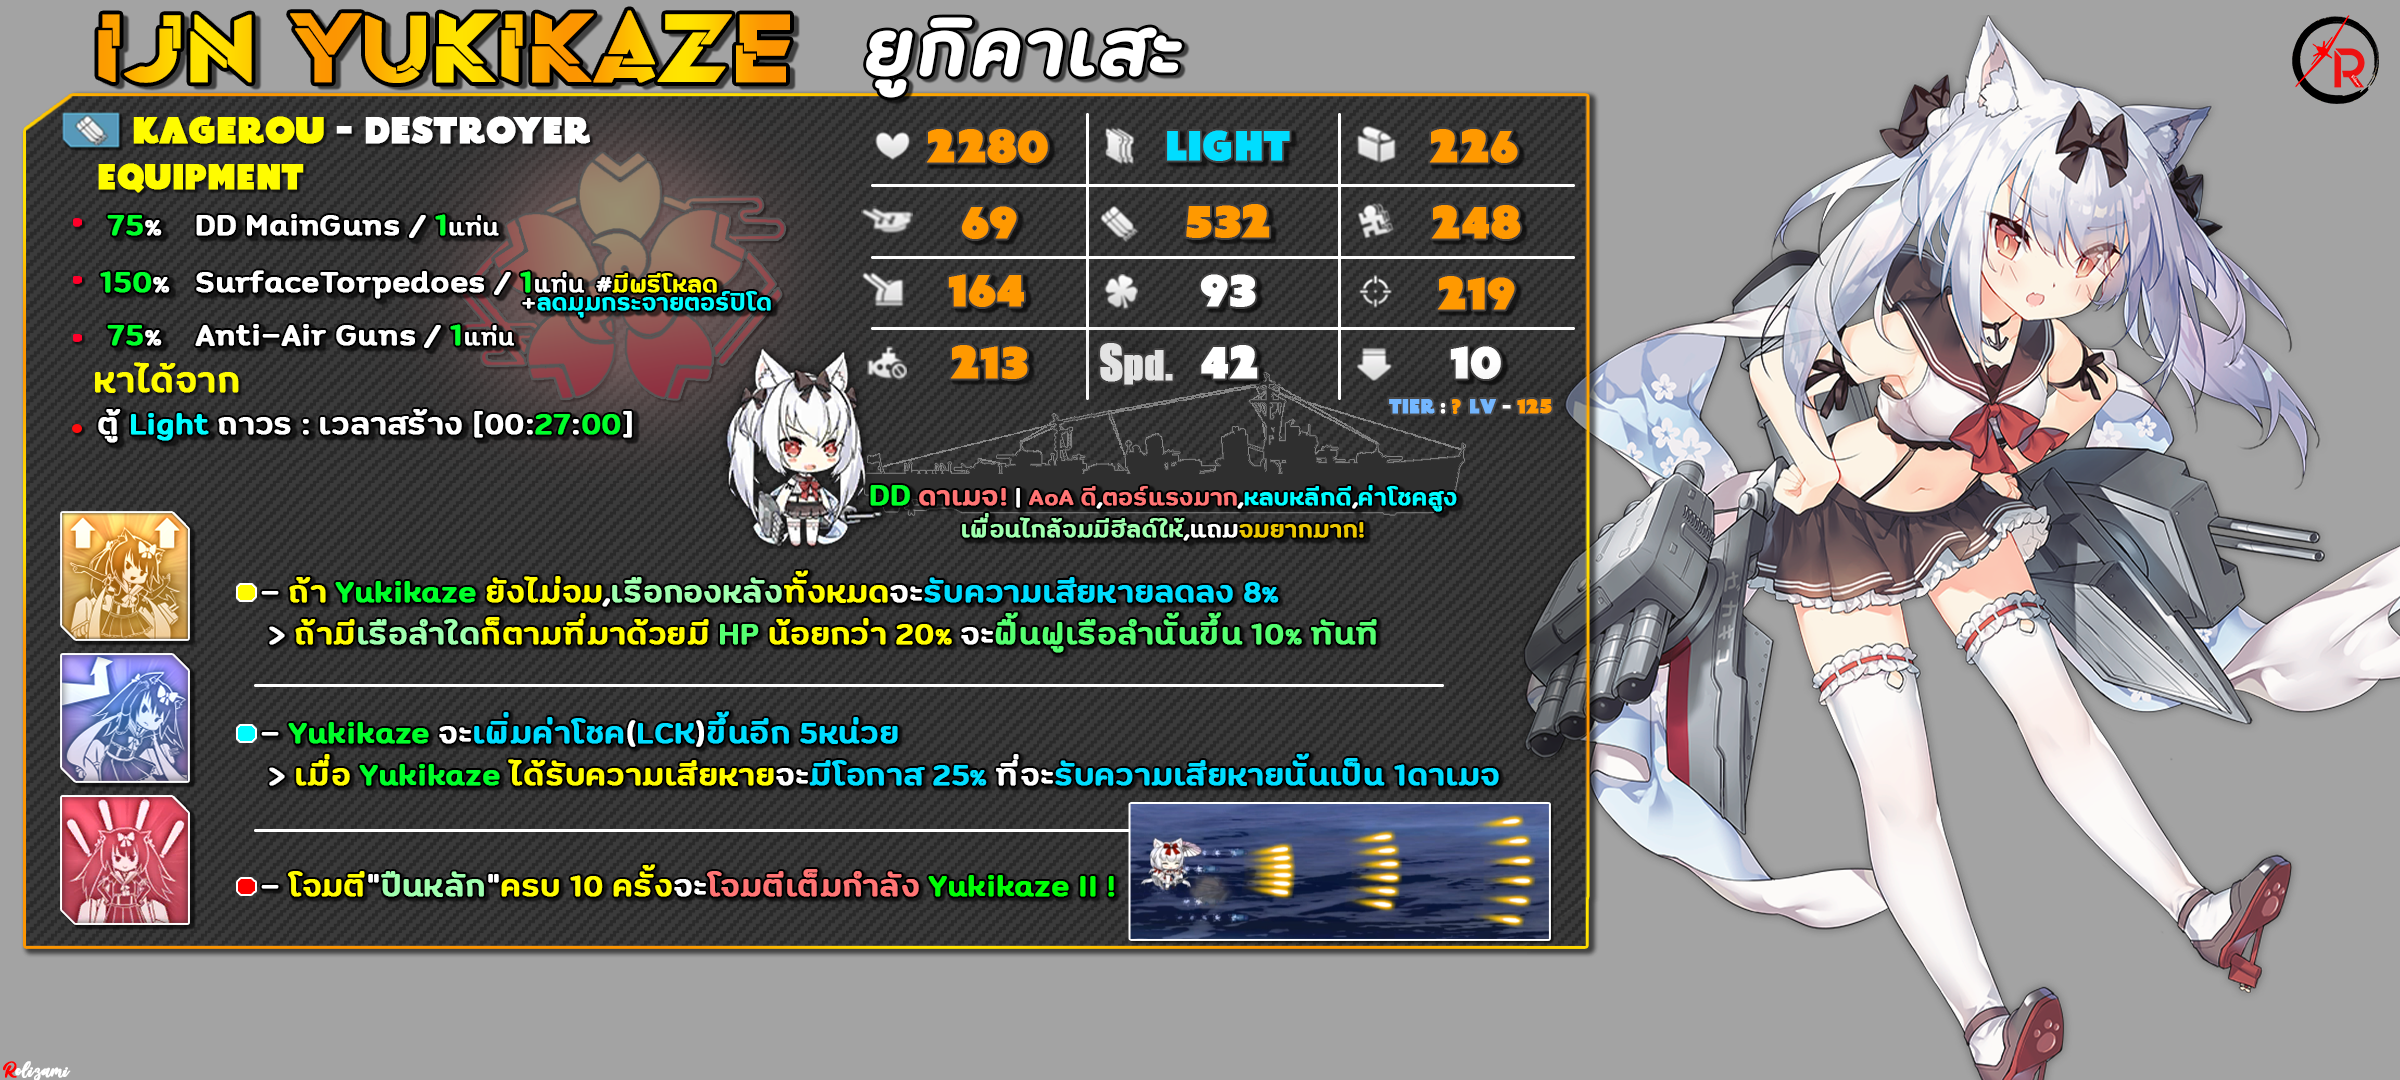 IJN YUKIKAZE ยูกิคาเสะ
R
KAGEROU - DESTROYER
EQUIPMENT
75% DD MainGuns / 1แท่น
150% SurfaceTorpedoes / 1แท่น #มีพรีโหลด
+ลดมุมกระจายตอร์ปิโด
75% Anti-Air Guns / 1แท่น
หาได้จาก
ตู้ Light ถาวร : เวลาสร้าง [00:27:00]
2280 LIGHT 226
69 532 248
164 93 219
213 Spd. 42 10
TIER : ? LV - 125
DD ดาเมจ! | AoA ดี,ตอร์แรงมาก,หลบหลีกดี,ค่าโชคสูง
เพื่อนใกล้จมมีฮีลด์ให้,แถมจมยากมาก!
- ถ้า Yukikaze ยังไม่จม,เรือกองหลังทั้งหมดจะรับความเสียหายลดลง 8%
> ถ้ามีเรือลำใดก็ตามที่มาด้วยมี HP น้อยกว่า 20% จะฟื้นฟูเรือลำนั้นขึ้น 10% ทันที
- Yukikaze จะเพิ่มค่าโชค(LCK)ขึ้นอีก 5หน่วย
> เมื่อ Yukikaze ได้รับความเสียหายจะมีโอกาส 25% ที่จะรับความเสียหายนั้นเป็น 1ดาเมจ
- โจมตี"ปืนหลัก"ครบ 10 ครั้งจะโจมตีเต็มกำลัง Yukikaze II !
Rolizami